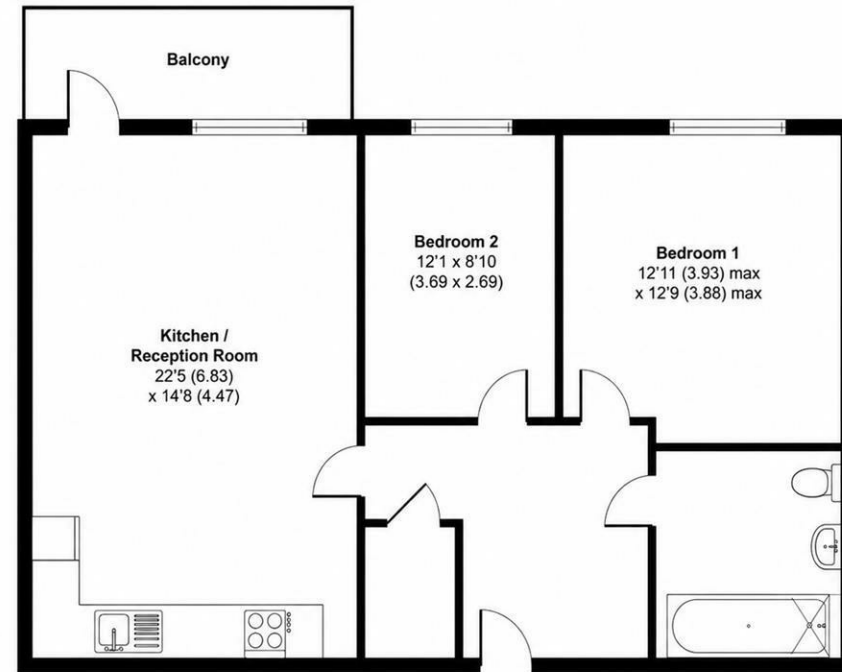 Balcony
Kitchen /
Reception Room
22'5 (6.83)
x 14'8 (4.47)
Bedroom 2
12'1 x 8'10
(3.69 x 2.69)
Bedroom 1
12'11 (3.93) max
x 12'9 (3.88) max